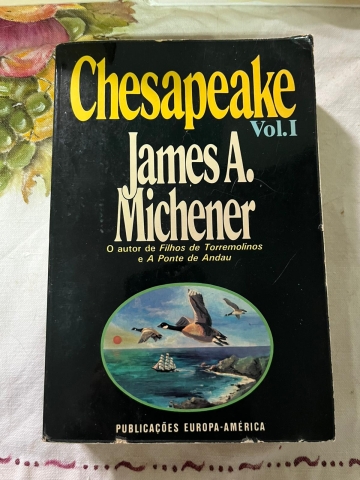 Chesapeake
Vol.I
James A.
Michener
O autor de Filhos de Torremolinos
e A Ponte de Andau
PUBLICAÇÕES EUROPA-AMÉRICA